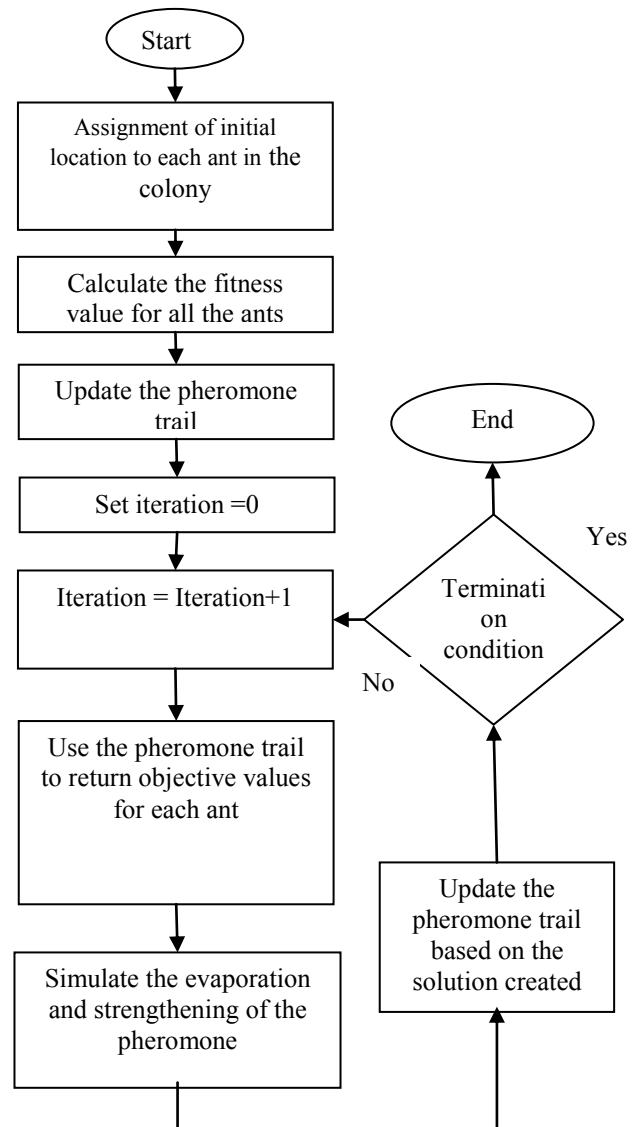 Start
Assignment of initial
location to each ant in the
colony
Calculate the fitness
value for all the ants
Update the pheromone
trail
Set iteration =0
Iteration = Iteration+1
Use the pheromone trail
to return objective values
for each ant
Simulate the evaporation
and strengthening of the
pheromone
Update the
pheromone trail
based on the
solution created
Terminati
on
condition
No
Yes
End